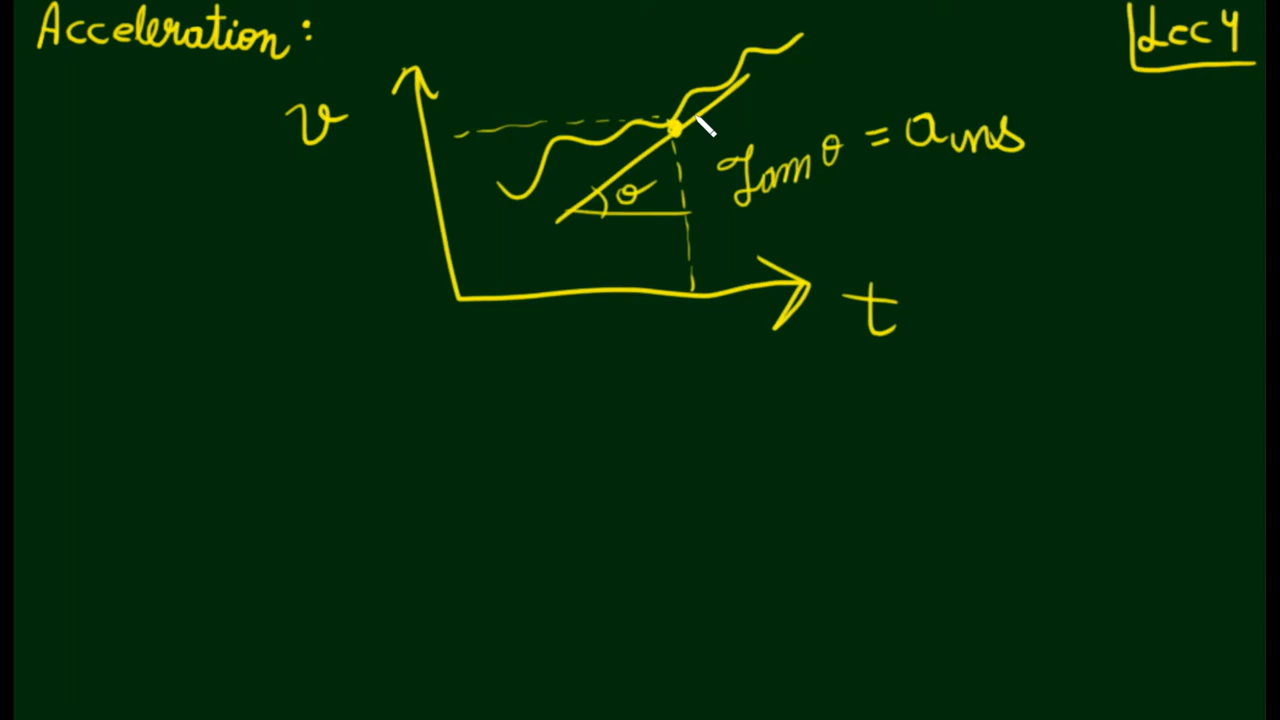 Acceleration :
Lec 4
v
θ
Tan θ = a ins
t